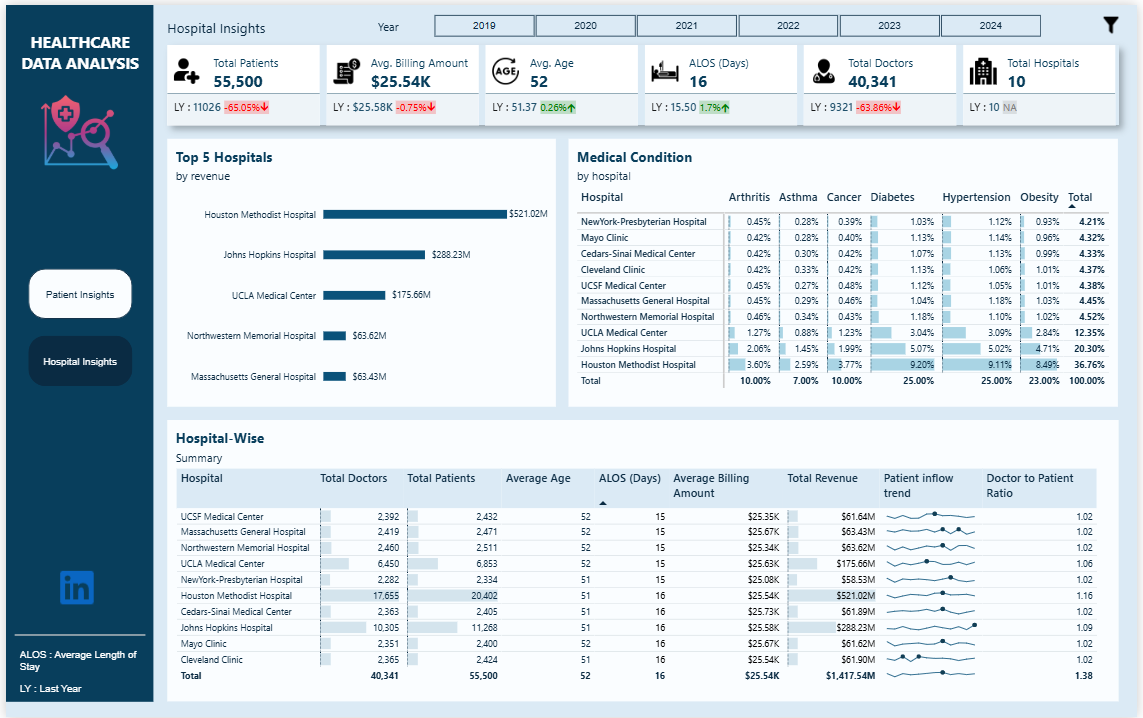 HEALTHCARE
DATA ANALYSIS
Patient Insights
Hospital Insights
in
ALOS : Average Length of
Stay
LY : Last Year
Hospital Insights
Year 2019 2020 2021 2022 2023 2024
Total Patients
55,500
LY : 11026 -65.05%
Avg. Billing Amount
$25.54K
LY : $25.58K -0.75%
AGE
Avg. Age
52
LY : 51.37 0.26%
ALOS (Days)
16
LY : 15.50 1.7%
Total Doctors
40,341
LY : 9321 -63.86%
Total Hospitals
10
LY : 10 NA
Top 5 Hospitals
by revenue
Houston Methodist Hospital $521.02M
Johns Hopkins Hospital $288.23M
UCLA Medical Center $175.66M
Northwestern Memorial Hospital $63.62M
Massachusetts General Hospital $63.43M
Medical Condition
by hospital
Hospital Arthritis Asthma Cancer Diabetes Hypertension Obesity Total
NewYork-Presbyterian Hospital 0.45% 0.28% 0.39% 1.03% 1.12% 0.93% 4.21%
Mayo Clinic 0.42% 0.28% 0.40% 1.13% 1.14% 0.96% 4.32%
Cedars-Sinai Medical Center 0.42% 0.30% 0.42% 1.07% 1.13% 0.99% 4.33%
Cleveland Clinic 0.42% 0.33% 0.42% 1.13% 1.06% 1.01% 4.37%
UCSF Medical Center 0.45% 0.27% 0.48% 1.12% 1.05% 1.01% 4.38%
Massachusetts General Hospital 0.45% 0.29% 0.46% 1.04% 1.18% 1.03% 4.45%
Northwestern Memorial Hospital 0.46% 0.34% 0.43% 1.18% 1.10% 1.02% 4.52%
UCLA Medical Center 1.27% 0.88% 1.23% 3.04% 3.09% 2.84% 12.35%
Johns Hopkins Hospital 2.06% 1.45% 1.99% 5.07% 5.02% 4.71% 20.30%
Houston Methodist Hospital 3.60% 2.59% 3.77% 9.20% 9.11% 8.49% 36.76%
Total 10.00% 7.00% 10.00% 25.00% 25.00% 23.00% 100.00%
Hospital-Wise
Summary
Hospital Total Doctors Total Patients Average Age ALOS (Days) Average Billing Total Revenue Patient inflow Doctor to Patient
Amount trend Ratio
UCSF Medical Center 2,392 2,432 52 15 $25.35K $61.64M 1.02
Massachusetts General Hospital 2,419 2,471 52 15 $25.67K $63.43M 1.02
Northwestern Memorial Hospital 2,460 2,511 52 15 $25.34K $63.62M 1.02
UCLA Medical Center 6,450 6,853 52 15 $25.63K $175.66M 1.06
NewYork-Presbyterian Hospital 2,282 2,334 51 15 $25.08K $58.53M 1.02
Houston Methodist Hospital 17,655 20,402 51 16 $25.54K $521.02M 1.16
Cedars-Sinai Medical Center 2,363 2,405 51 16 $25.73K $61.89M 1.02
Johns Hopkins Hospital 10,305 11,268 51 16 $25.58K $288.23M 1.09
Mayo Clinic 2,351 2,400 52 16 $25.67K $61.62M 1.02
Cleveland Clinic 2,365 2,424 51 16 $25.54K $61.90M 1.02
Total 40,341 55,500 52 16 $25.54K $1,417.54M 1.38